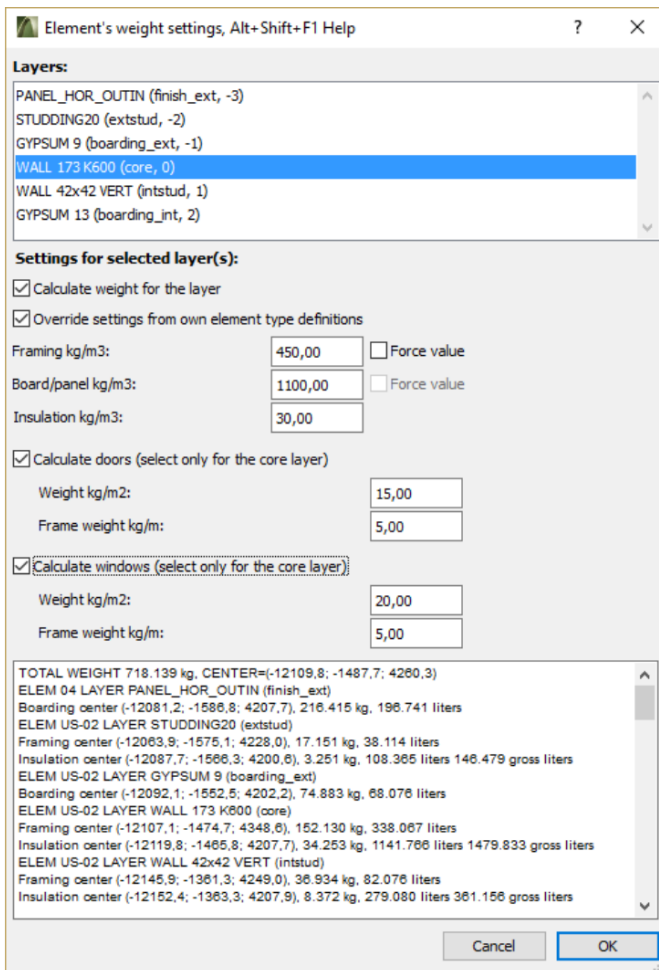 Element's weight settings, Alt+Shift+F1 Help
Layers:
PANEL_HOR_OUTIN (finish_ext, -3)
STUDDING20 (extstud, -2)
GYPSUM 9 (boarding_ext, -1)
WALL 173 K600 (core, 0)
WALL 42x42 VERT (intstud, 1)
GYPSUM 13 (boarding_int, 2)
Settings for selected layer(s):
Calculate weight for the layer
Override settings from own element type definitions
Framing kg/m3: 450,00 Force value
Board/panel kg/m3: 1100,00 Force value
Insulation kg/m3: 30,00
Calculate doors (select only for the core layer)
Weight kg/m2: 15,00
Frame weight kg/m: 5,00
Calculate windows (select only for the core layer)
Weight kg/m2: 20,00
Frame weight kg/m: 5,00
TOTAL WEIGHT 718.139 kg, CENTER=(-12109,8; -1487,7; 4260,3)
ELEM 04 LAYER PANEL_HOR_OUTIN (finish_ext)
Boarding center (-12081,2; -1586,8; 4207,7), 216.415 kg, 196.741 liters
ELEM US-02 LAYER STUDDING20 (extstud)
Framing center (-12063,9; -1575,1; 4228,0), 17.151 kg, 38.114 liters
Insulation center (-12087,7; -1566,3; 4200,6), 3.251 kg, 108.365 liters 146.479 gross liters
ELEM US-02 LAYER GYPSUM 9 (boarding_ext)
Boarding center (-12092,1; -1552,5; 4202,2), 74.883 kg, 68.076 liters
ELEM US-02 LAYER WALL 173 K600 (core)
Framing center (-12107,1; -1474,7; 4348,6), 152.130 kg, 338.067 liters
Insulation center (-12119,8; -1465,8; 4207,7), 34.253 kg, 1141.766 liters 1479.833 gross liters
ELEM US-02 LAYER WALL 42x42 VERT (intstud)
Framing center (-12145,9; -1361,3; 4249,0), 36.934 kg, 82.076 liters
Insulation center (-12152,4; -1363,3; 4207,9), 8.372 kg, 279.080 liters 361.156 gross liters
Cancel OK